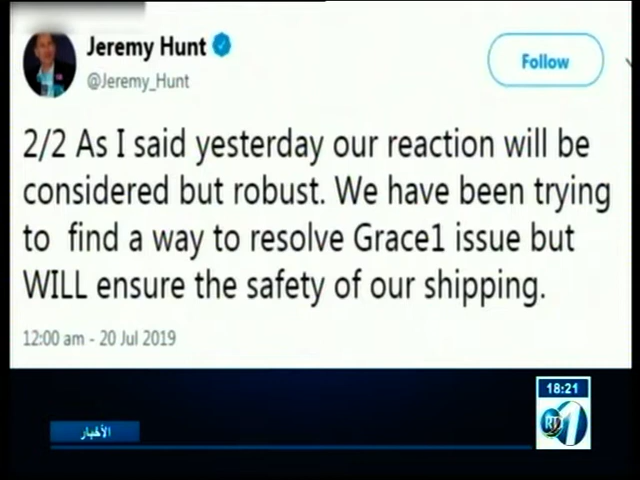 Jeremy Hunt
@Jeremy_Hunt
Follow
2/2 As I said yesterday our reaction will be
considered but robust. We have been trying
to find a way to resolve Grace1 issue but
WILL ensure the safety of our shipping.
12:00 am - 20 Jul 2019
18:21
RT1
الأخبار